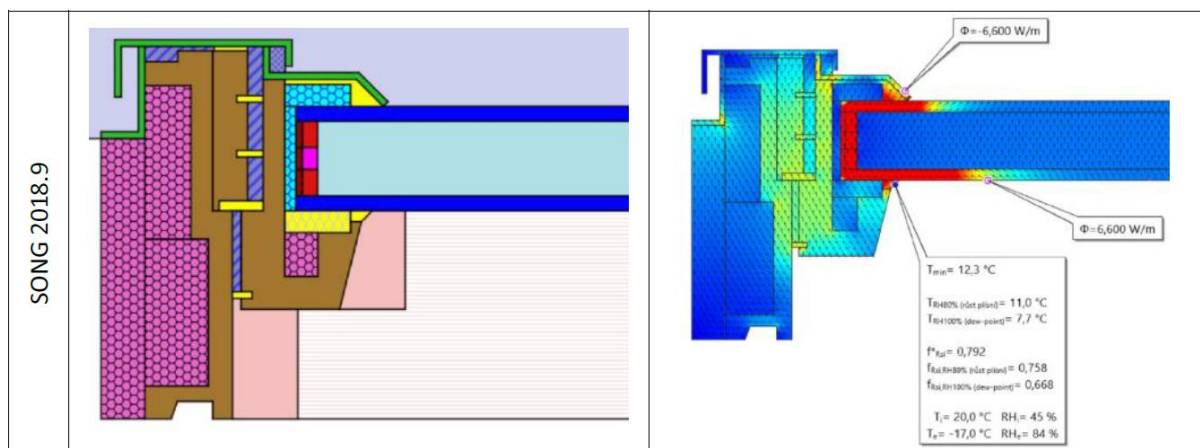 SONG 2018.9
Φ=-6,600 W/m
Φ=6,600 W/m
Tmin= 12,3 °C
TRH80% (růst plísní)= 11,0 °C
TRH100% (dew-point)= 7,7 °C
f*Rsi= 0,792
fRsi,RH80% (růst plísní)= 0,758
fRsi,RH100% (dew-point)= 0,668
Ti= 20,0 °C RHi= 45 %
Te= -17,0 °C RHe= 84 %